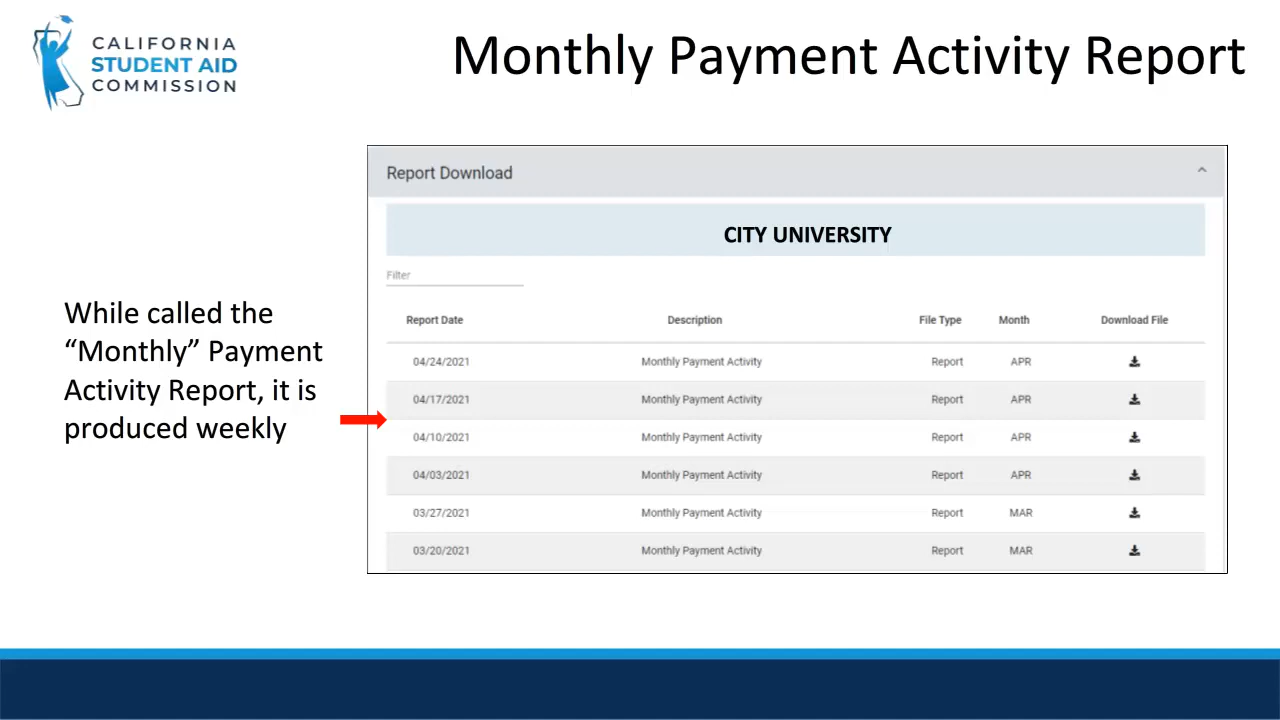 CALIFORNIA
STUDENT AID
COMMISSION
Monthly Payment Activity Report
While called the
“Monthly” Payment
Activity Report, it is
produced weekly
Report Download
CITY UNIVERSITY
Filter
Report Date Description File Type Month Download File
04/24/2021 Monthly Payment Activity Report APR
04/17/2021 Monthly Payment Activity Report APR
04/10/2021 Monthly Payment Activity Report APR
04/03/2021 Monthly Payment Activity Report APR
03/27/2021 Monthly Payment Activity Report MAR
03/20/2021 Monthly Payment Activity Report MAR